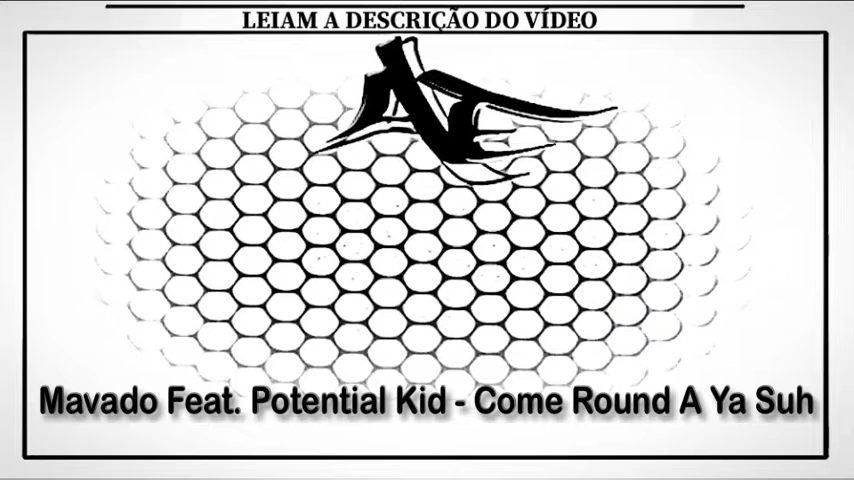 LEIAM A DESCRIÇÃO DO VÍDEO
Mavado Feat. Potential Kid - Come Round A Ya Suh